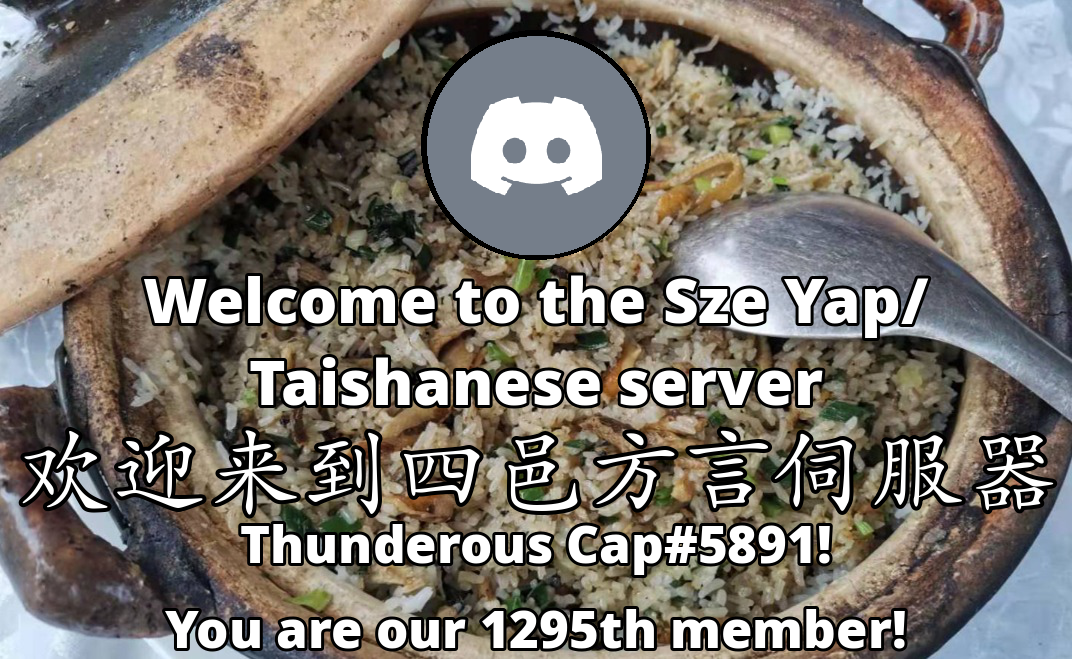 Welcome to the Sze Yap/
Taishanese server
欢迎来到四邑方言伺服器
Thunderous Cap#5891!
You are our 1295th member!